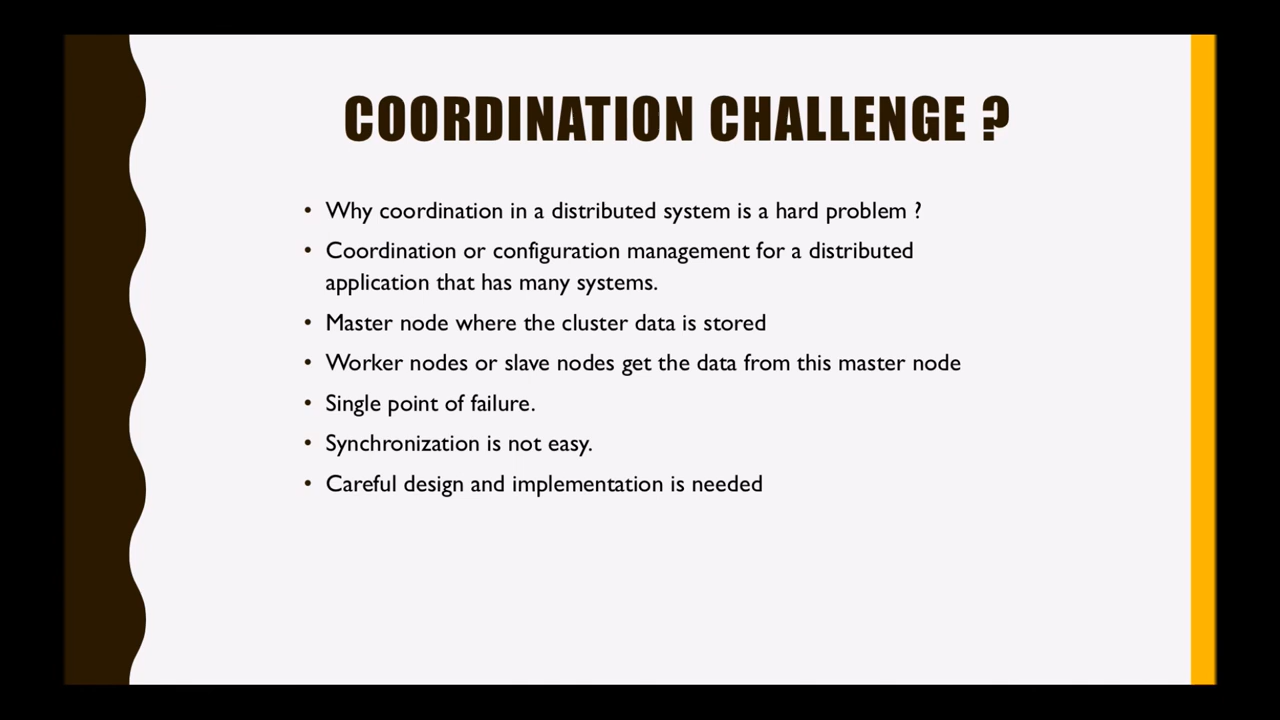 COORDINATION CHALLENGE ?
• Why coordination in a distributed system is a hard problem ?
• Coordination or configuration management for a distributed
application that has many systems.
• Master node where the cluster data is stored
• Worker nodes or slave nodes get the data from this master node
• Single point of failure.
• Synchronization is not easy.
• Careful design and implementation is needed